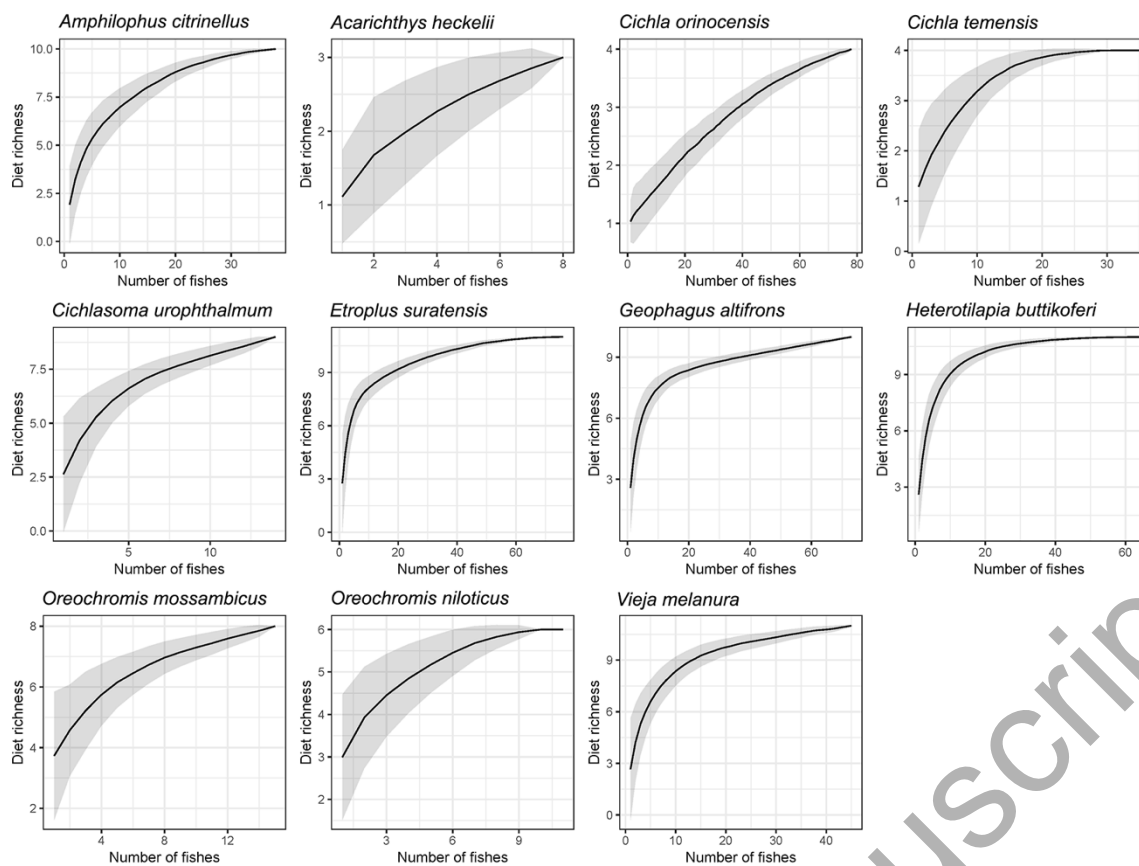 Amphilophus citrinellus
Acarichthys heckelii
Cichla orinocensis
Cichla temensis
Diet richness
10.0
7.5
5.0
2.5
0.0
0 10 20 30
Number of fishes
Diet richness
3
2
1
2 4 6 8
Number of fishes
Diet richness
4
3
2
1
0 20 40 60 80
Number of fishes
Diet richness
4
3
2
1
0
0 10 20 30
Number of fishes
Cichlasoma urophthalmum
Etroplus suratensis
Geophagus altifrons
Heterotilapia buttikoferi
Diet richness
7.5
5.0
2.5
0.0
5 10
Number of fishes
Diet richness
9
6
3
0
0 20 40 60
Number of fishes
Diet richness
9
6
3
0 20 40 60
Number of fishes
Diet richness
9
6
3
0 20 40 60
Number of fishes
Oreochromis mossambicus
Oreochromis niloticus
Vieja melanura
Diet richness
8
6
4
2
4 8 12
Number of fishes
Diet richness
6
5
4
3
2
3 6 9
Number of fishes
Diet richness
9
6
3
0
0 10 20 30 40
Number of fishes
uscrip